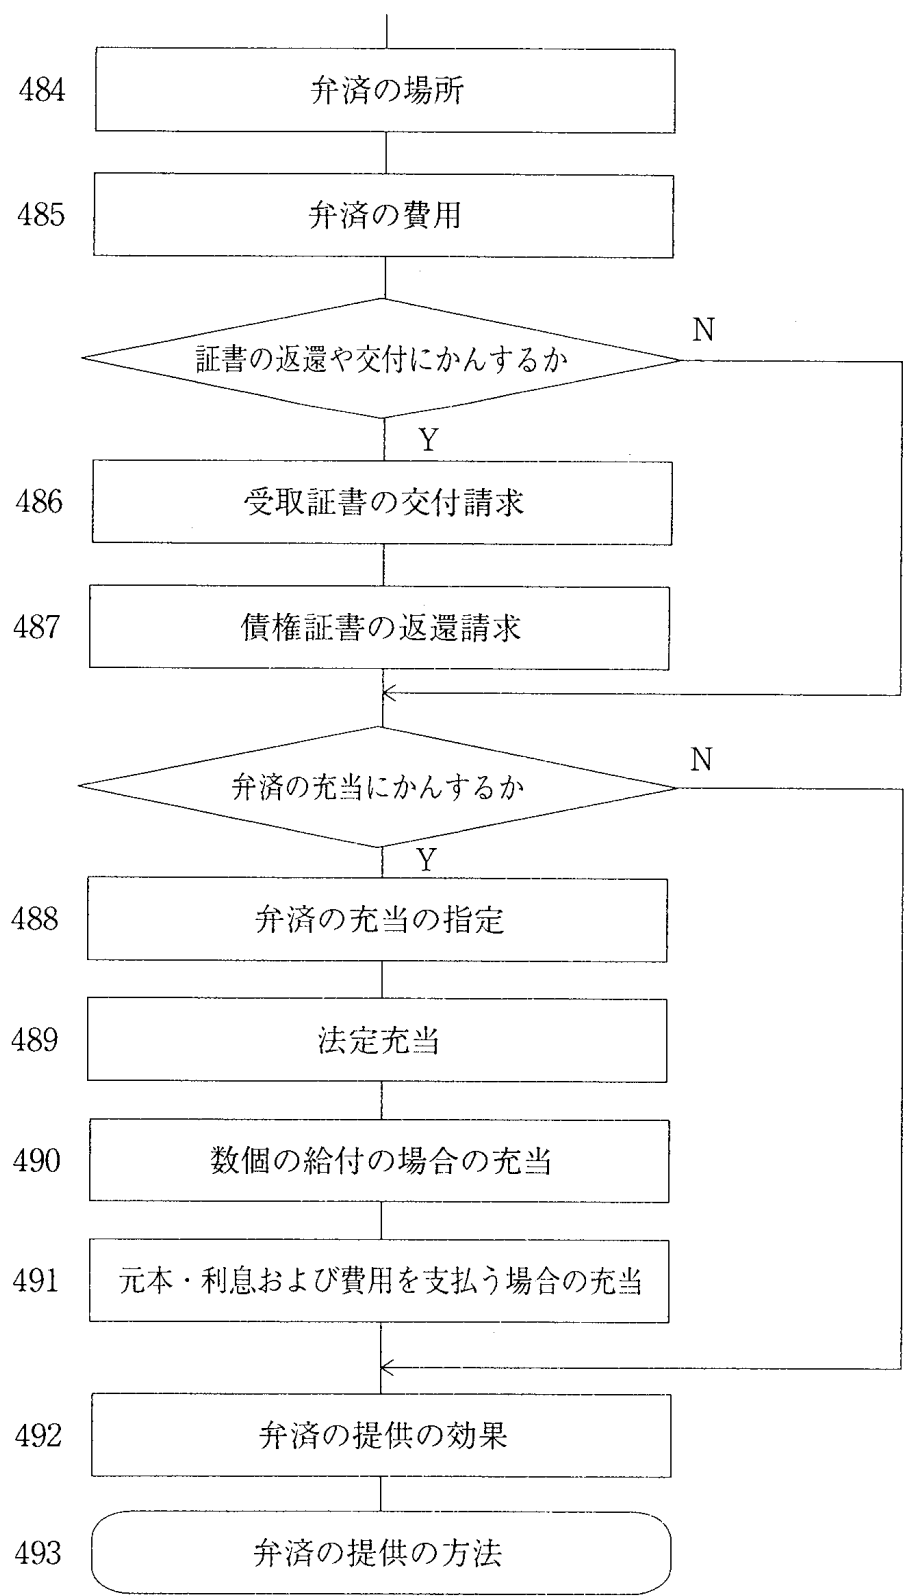 484 弁済の場所
485 弁済の費用
証書の返還や交付にかんするか N
Y
486 受取証書の交付請求
487 債権証書の返還請求
弁済の充当にかんするか N
Y
488 弁済の充当の指定
489 法定充当
490 数個の給付の場合の充当
491 元本・利息および費用を支払う場合の充当
492 弁済の提供の効果
493 弁済の提供の方法